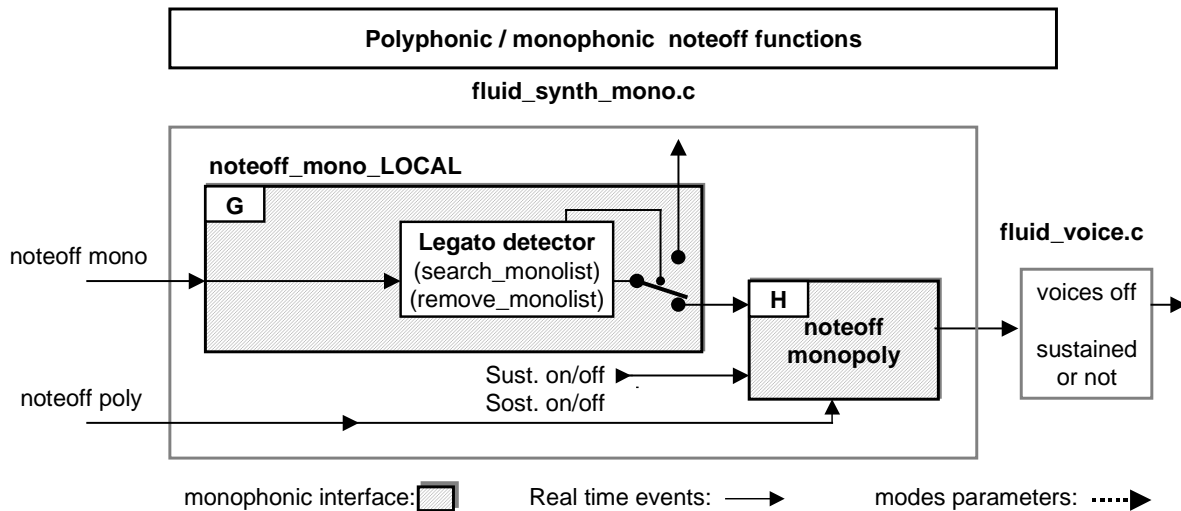 Polyphonic / monophonic noteoff functions
fluid_synth_mono.c
noteoff_mono_LOCAL
G
Legato detector
(search_monolist)
(remove_monolist)
noteoff mono
fluid_voice.c
H
noteoff
monopoly
voices off
sustained
or not
Sust. on/off
Sost. on/off
noteoff poly
monophonic interface:
Real time events:
modes parameters: